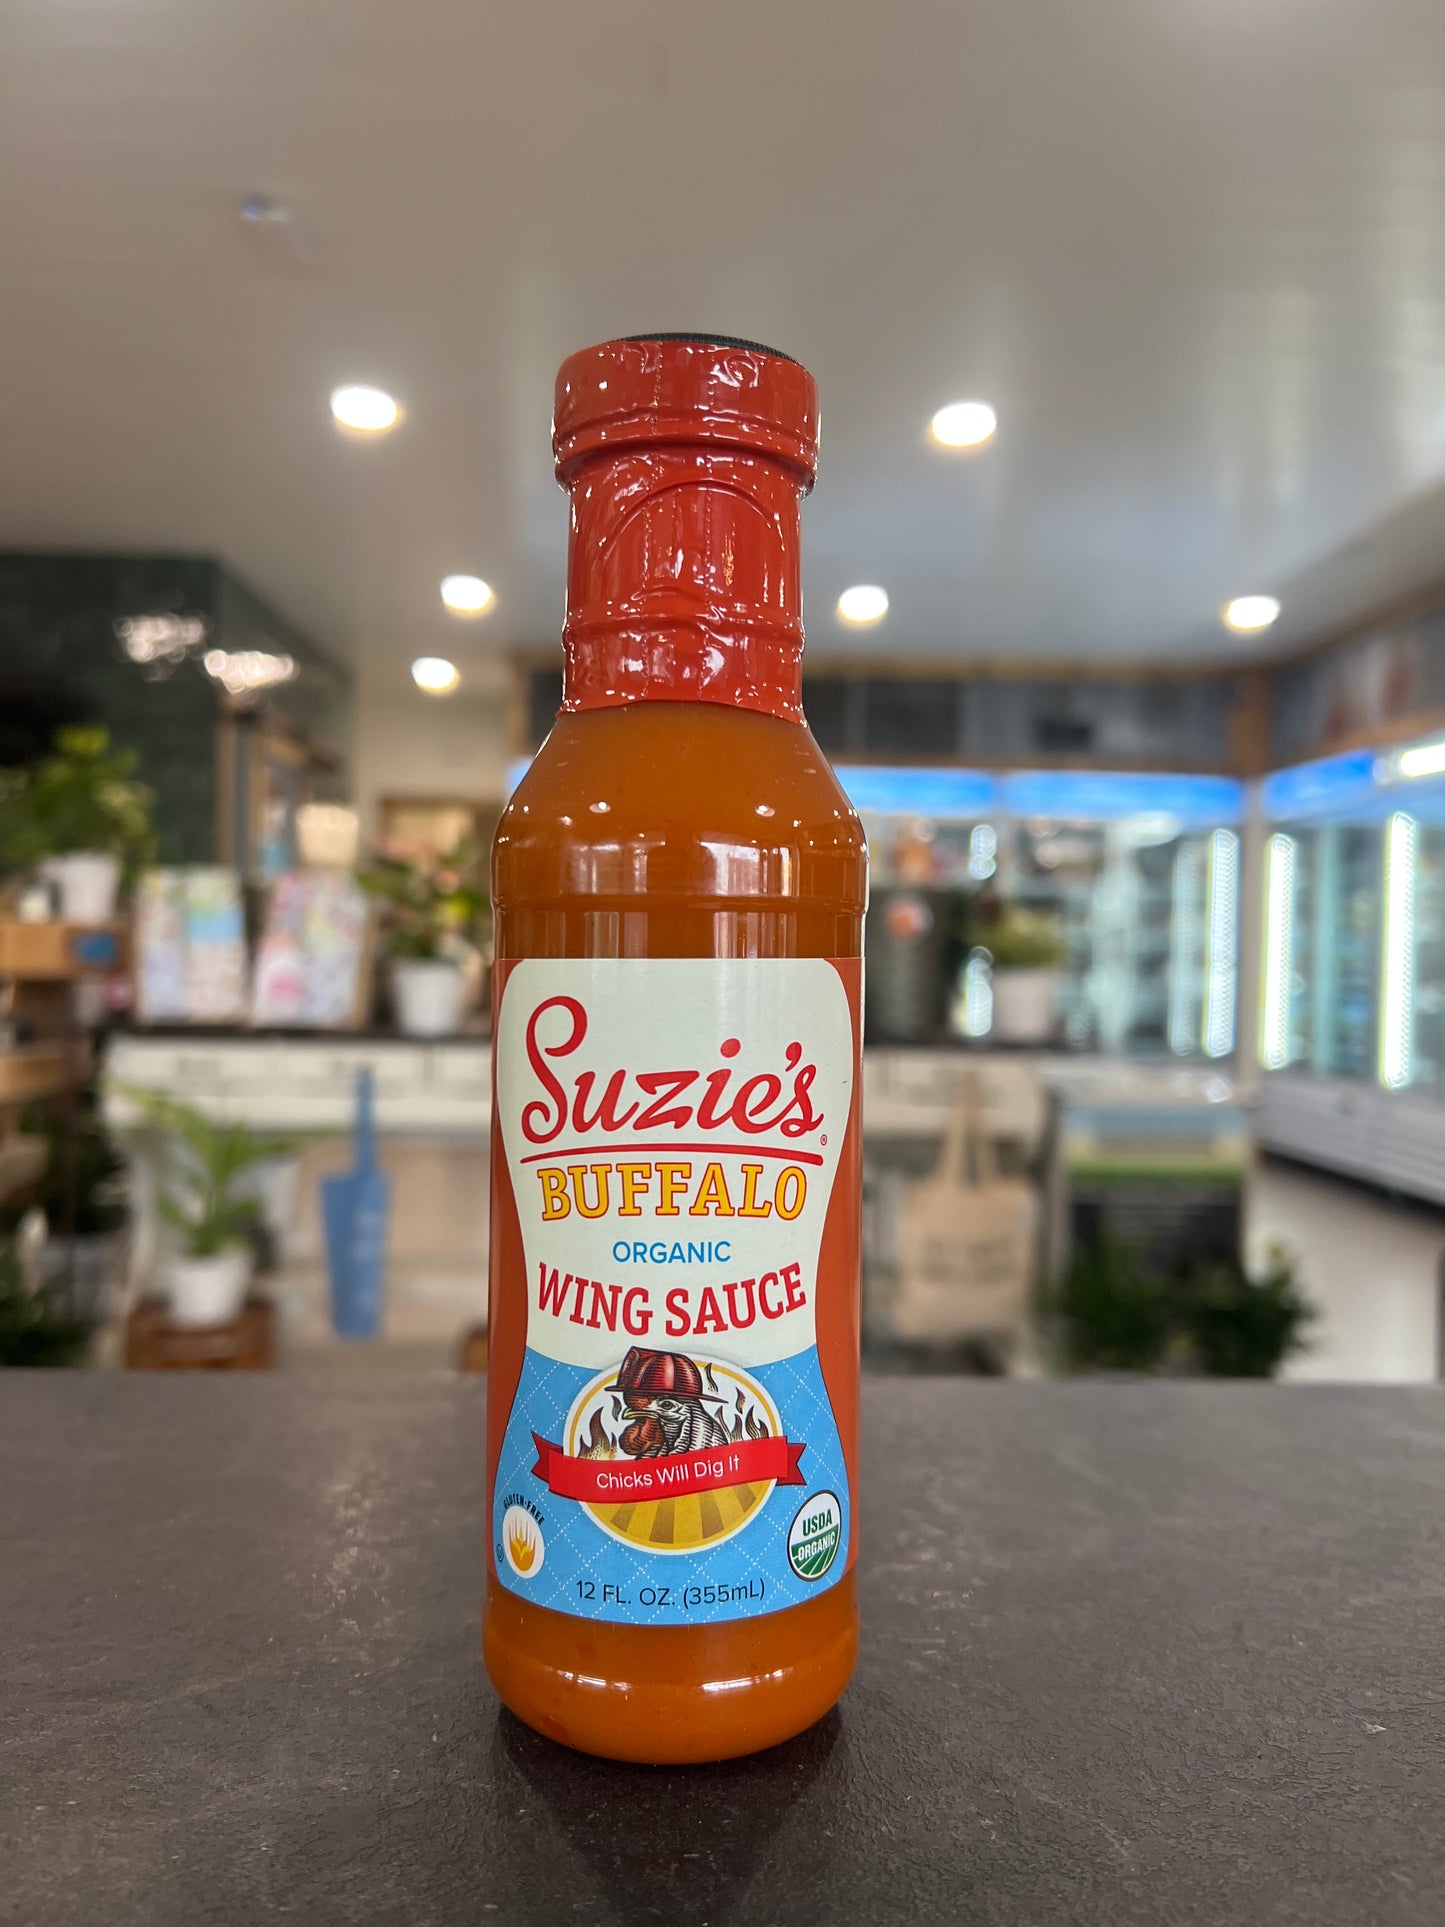 Suzie's®
BUFFALO
ORGANIC
WING SAUCE
Chicks Will Dig It
GLUTEN-FREE
USDA
ORGANIC
12 FL. OZ. (355mL)